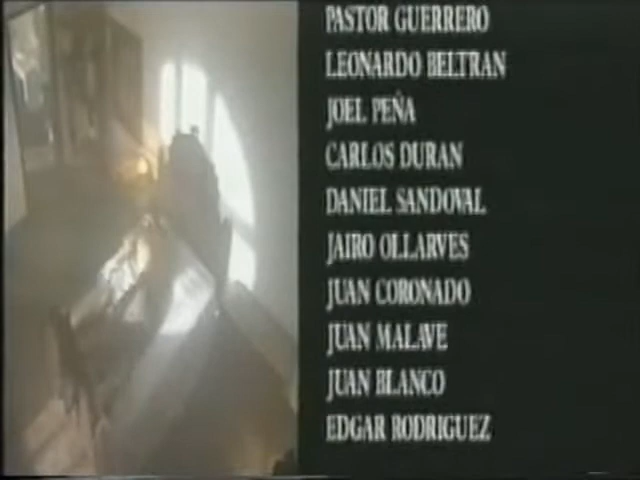 PASTOR GUERRERO
LEONARDO BELTRAN
JOEL PEÑA
CARLOS DURAN
DANIEL SANDOVAL
JAIRO OLLARVES
JUAN CORONADO
JUAN MALAVE
JUAN BLANCO
EDGAR RODRIGUEZ